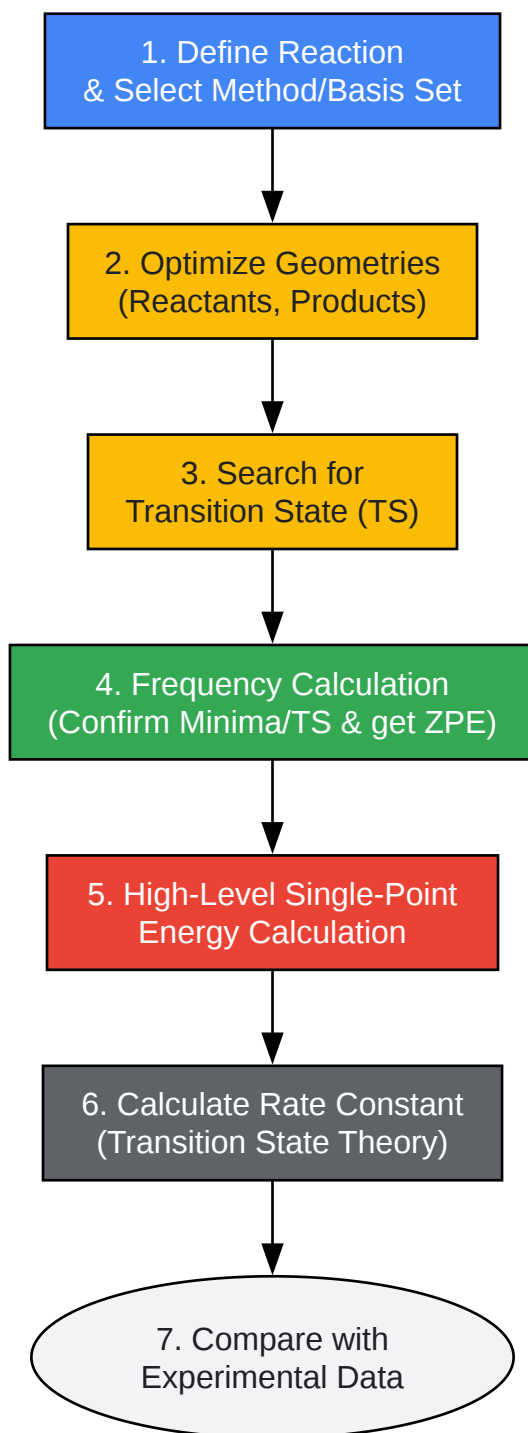 1. Define Reaction
& Select Method/Basis Set
2. Optimize Geometries
(Reactants, Products)
3. Search for
Transition State (TS)
4. Frequency Calculation
(Confirm Minima/TS & get ZPE)
5. High-Level Single-Point
Energy Calculation
6. Calculate Rate Constant
(Transition State Theory)
7. Compare with
Experimental Data